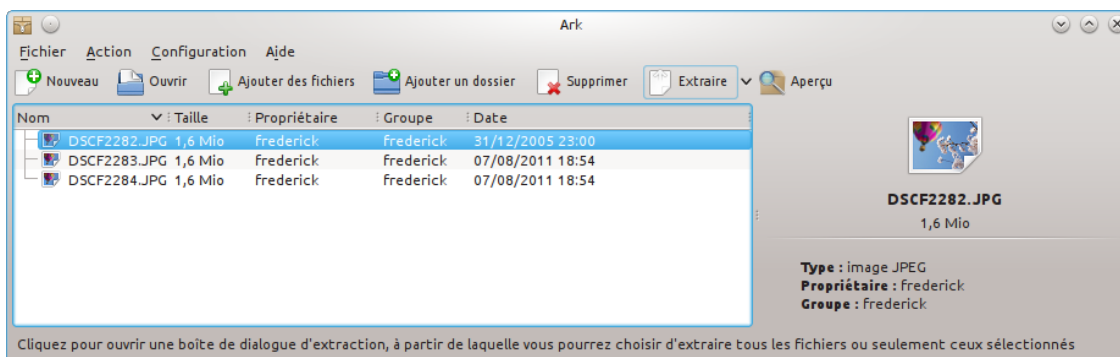 Ark
Fichier Action Configuration Aide
Nouveau Ouvrir Ajouter des fichiers Ajouter un dossier Supprimer Extraire Aperçu
Nom Taille Propriétaire Groupe Date
DSCF2282.JPG 1,6 Mio frederick frederick 31/12/2005 23:00
DSCF2283.JPG 1,6 Mio frederick frederick 07/08/2011 18:54
DSCF2284.JPG 1,6 Mio frederick frederick 07/08/2011 18:54
DSCF2282.JPG
1,6 Mio
Type : image JPEG
Propriétaire : frederick
Groupe : frederick
Cliquez pour ouvrir une boîte de dialogue d'extraction, à partir de laquelle vous pourrez choisir d'extraire tous les fichiers ou seulement ceux sélectionnés